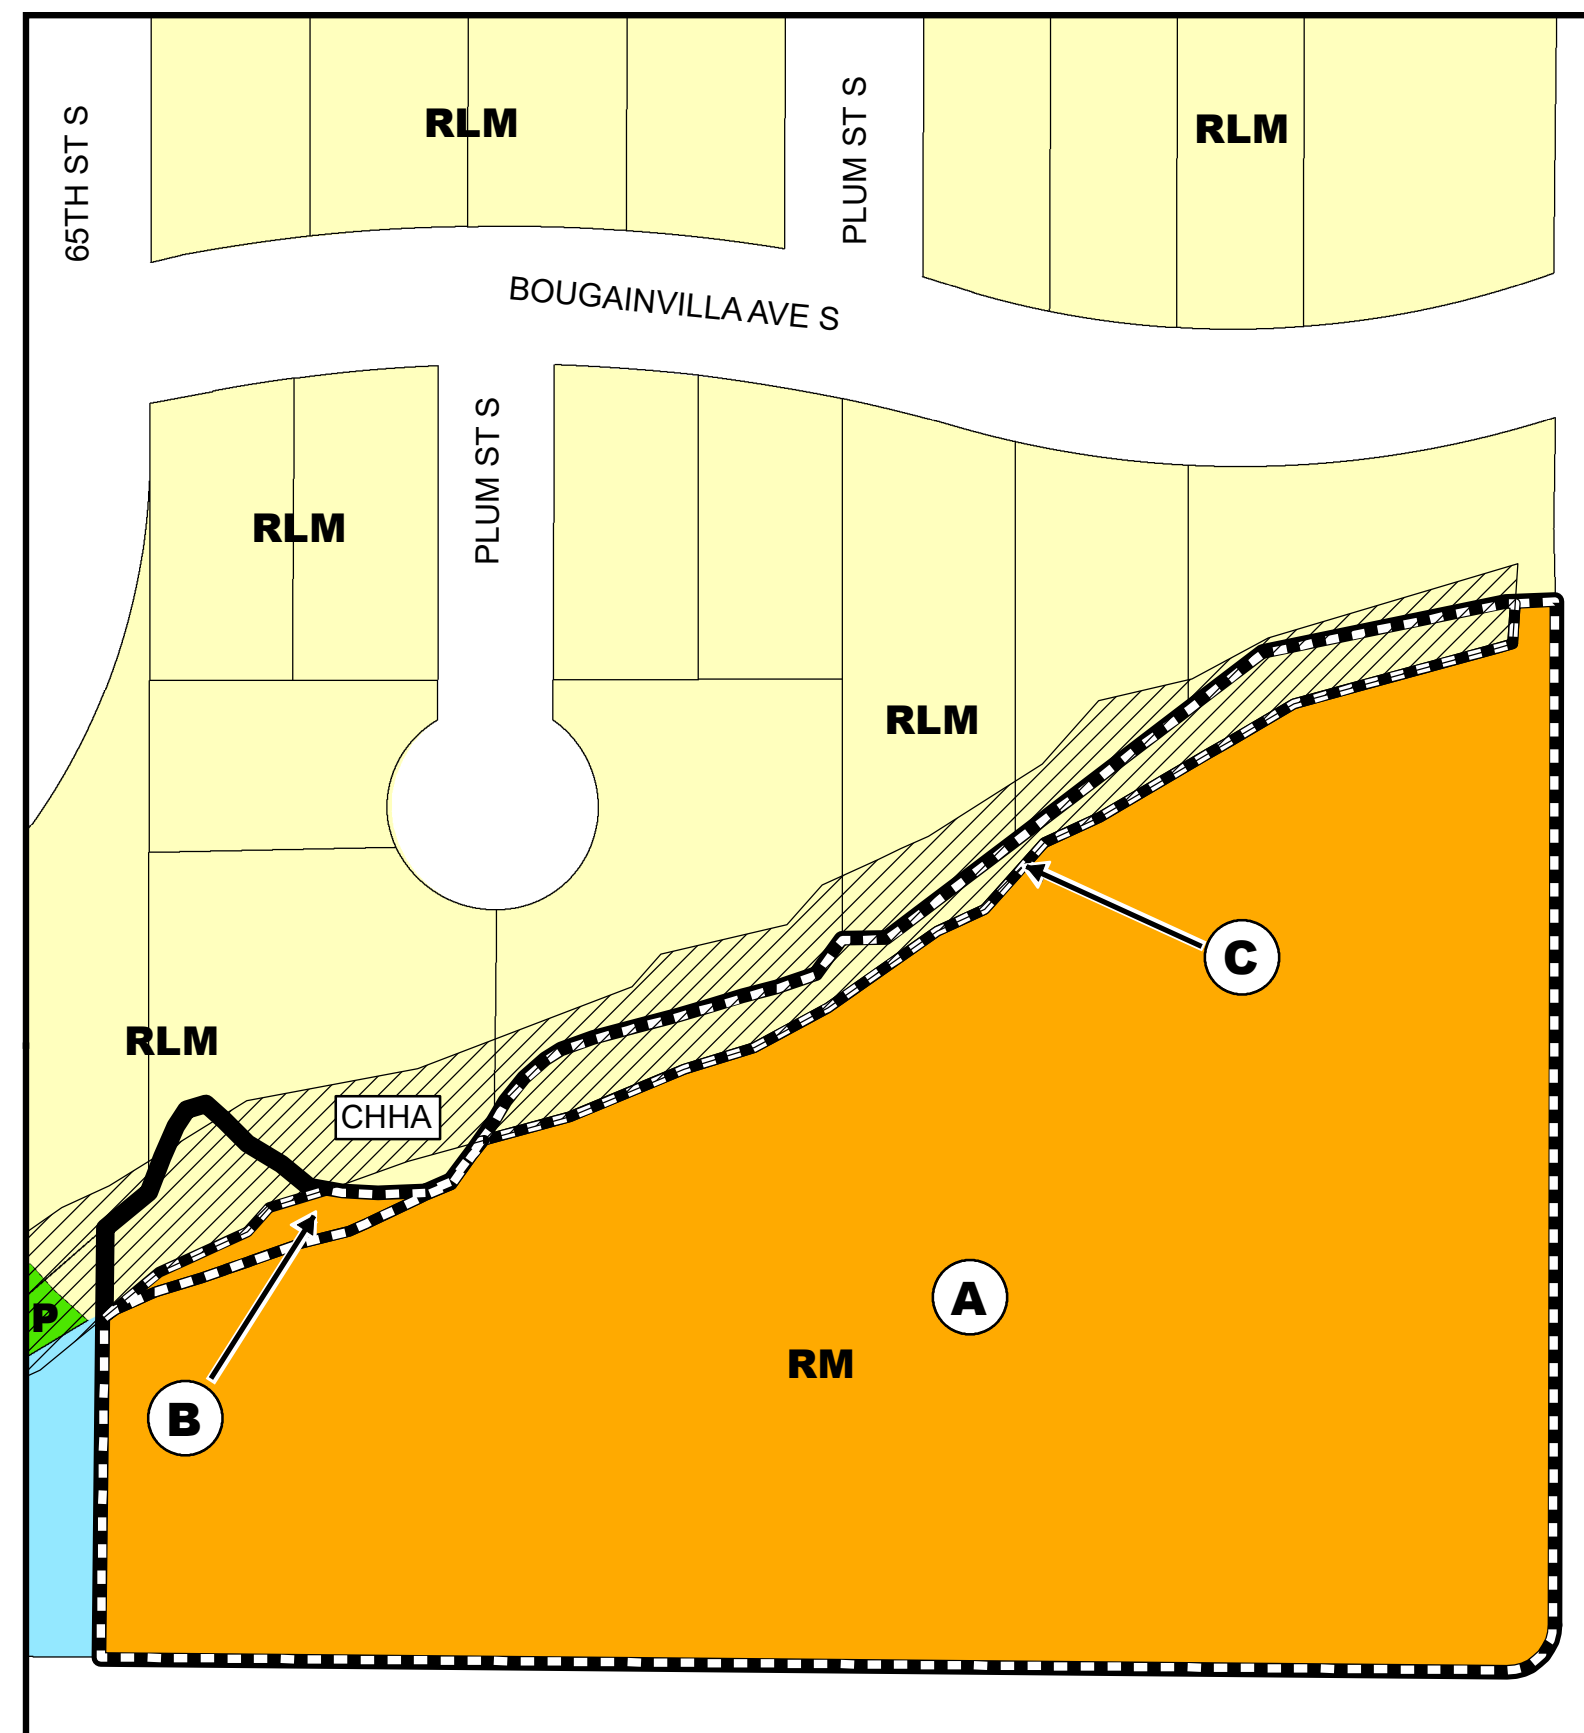 65TH ST S
RLM
PLUM ST S
RLM
BOUGAINVILLA AVE S
PLUM ST S
RLM
RLM
C
RLM
CHHA
A
P
RM
B